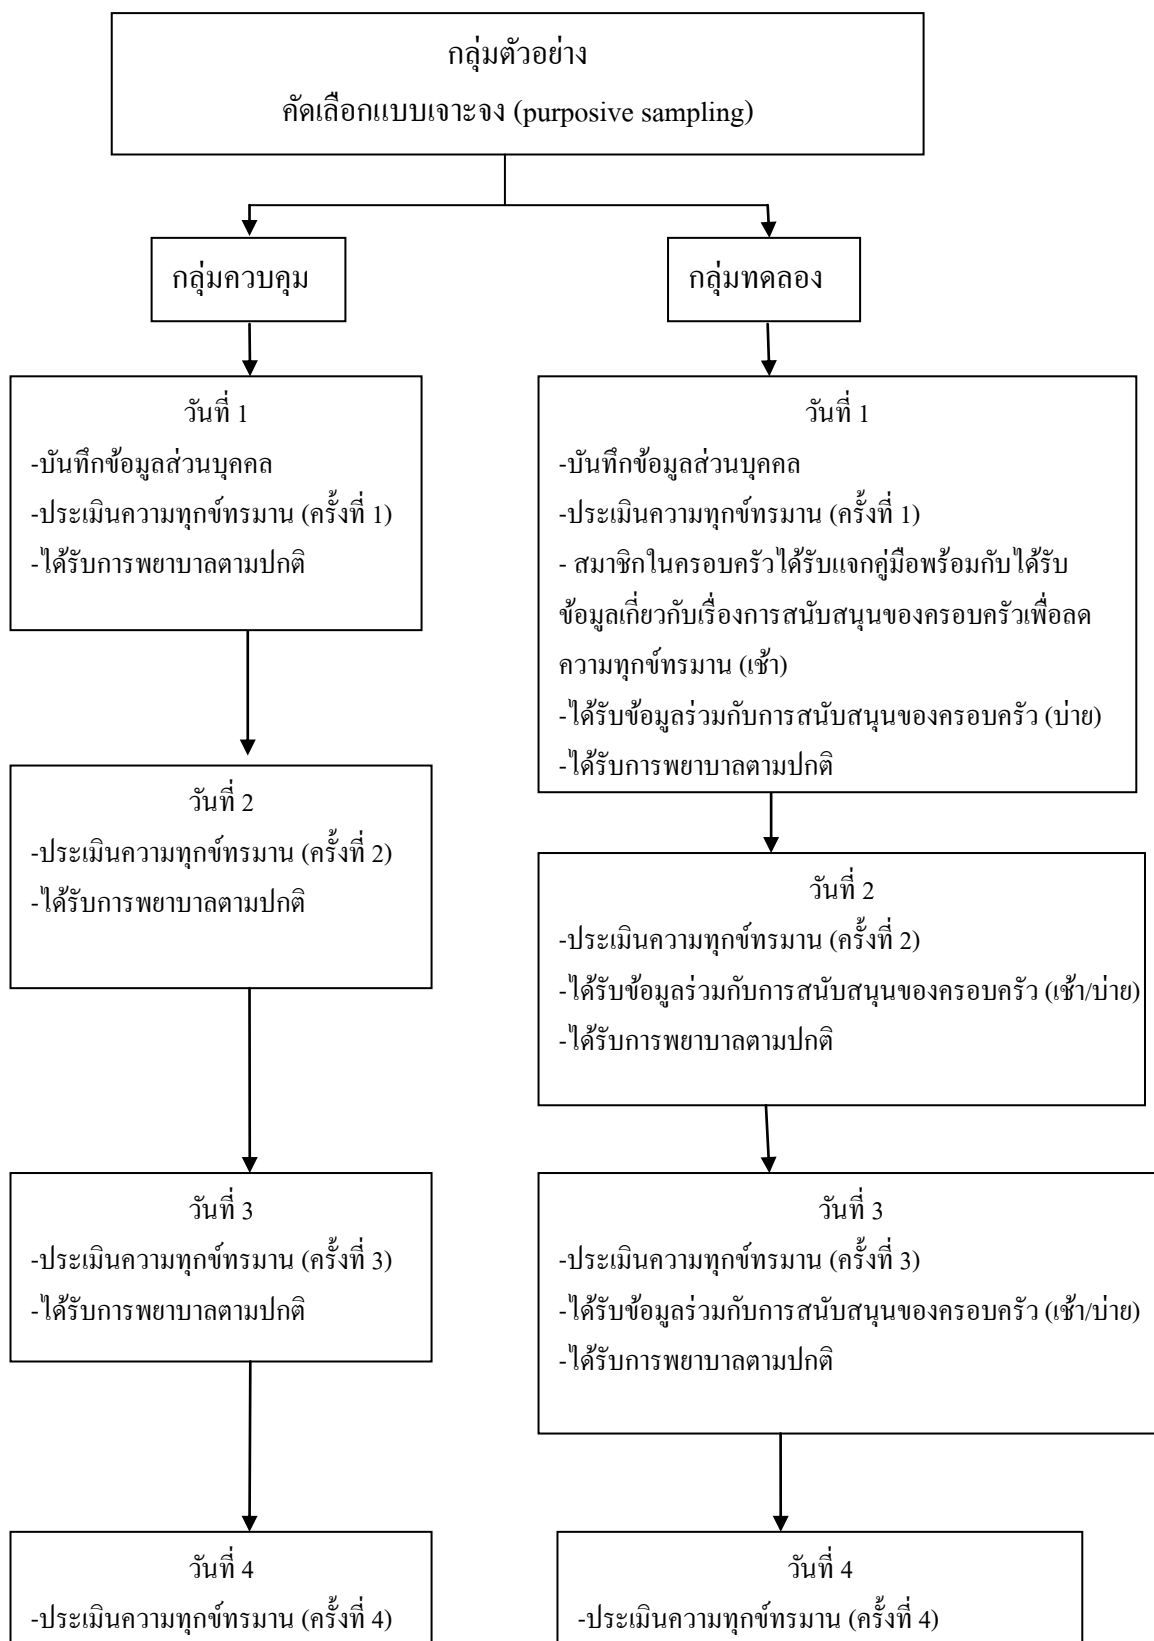 กลุ่มตัวอย่าง
คัดเลือกแบบเจาะจง (purposive sampling)
กลุ่มควบคุม
กลุ่มทดลอง
วันที่ 1
-บันทึกข้อมูลส่วนบุคคล
-ประเมินความทุกข์ทรมาน (ครั้งที่ 1)
-ได้รับการพยาบาลตามปกติ
วันที่ 1
-บันทึกข้อมูลส่วนบุคคล
-ประเมินความทุกข์ทรมาน (ครั้งที่ 1)
- สมาชิกในครอบครัวได้รับแจกคู่มือพร้อมกับได้รับ
ข้อมูลเกี่ยวกับเรื่องการสนับสนุนของครอบครัวเพื่อลด
ความทุกข์ทรมาน (เช้า)
-ได้รับข้อมูลร่วมกับการสนับสนุนของครอบครัว (บ่าย)
-ได้รับการพยาบาลตามปกติ
วันที่ 2
-ประเมินความทุกข์ทรมาน (ครั้งที่ 2)
-ได้รับการพยาบาลตามปกติ
วันที่ 2
-ประเมินความทุกข์ทรมาน (ครั้งที่ 2)
-ได้รับข้อมูลร่วมกับการสนับสนุนของครอบครัว (เช้า/บ่าย)
-ได้รับการพยาบาลตามปกติ
วันที่ 3
-ประเมินความทุกข์ทรมาน (ครั้งที่ 3)
-ได้รับการพยาบาลตามปกติ
วันที่ 3
-ประเมินความทุกข์ทรมาน (ครั้งที่ 3)
-ได้รับข้อมูลร่วมกับการสนับสนุนของครอบครัว (เช้า/บ่าย)
-ได้รับการพยาบาลตามปกติ
วันที่ 4
-ประเมินความทุกข์ทรมาน (ครั้งที่ 4)
วันที่ 4
-ประเมินความทุกข์ทรมาน (ครั้งที่ 4)